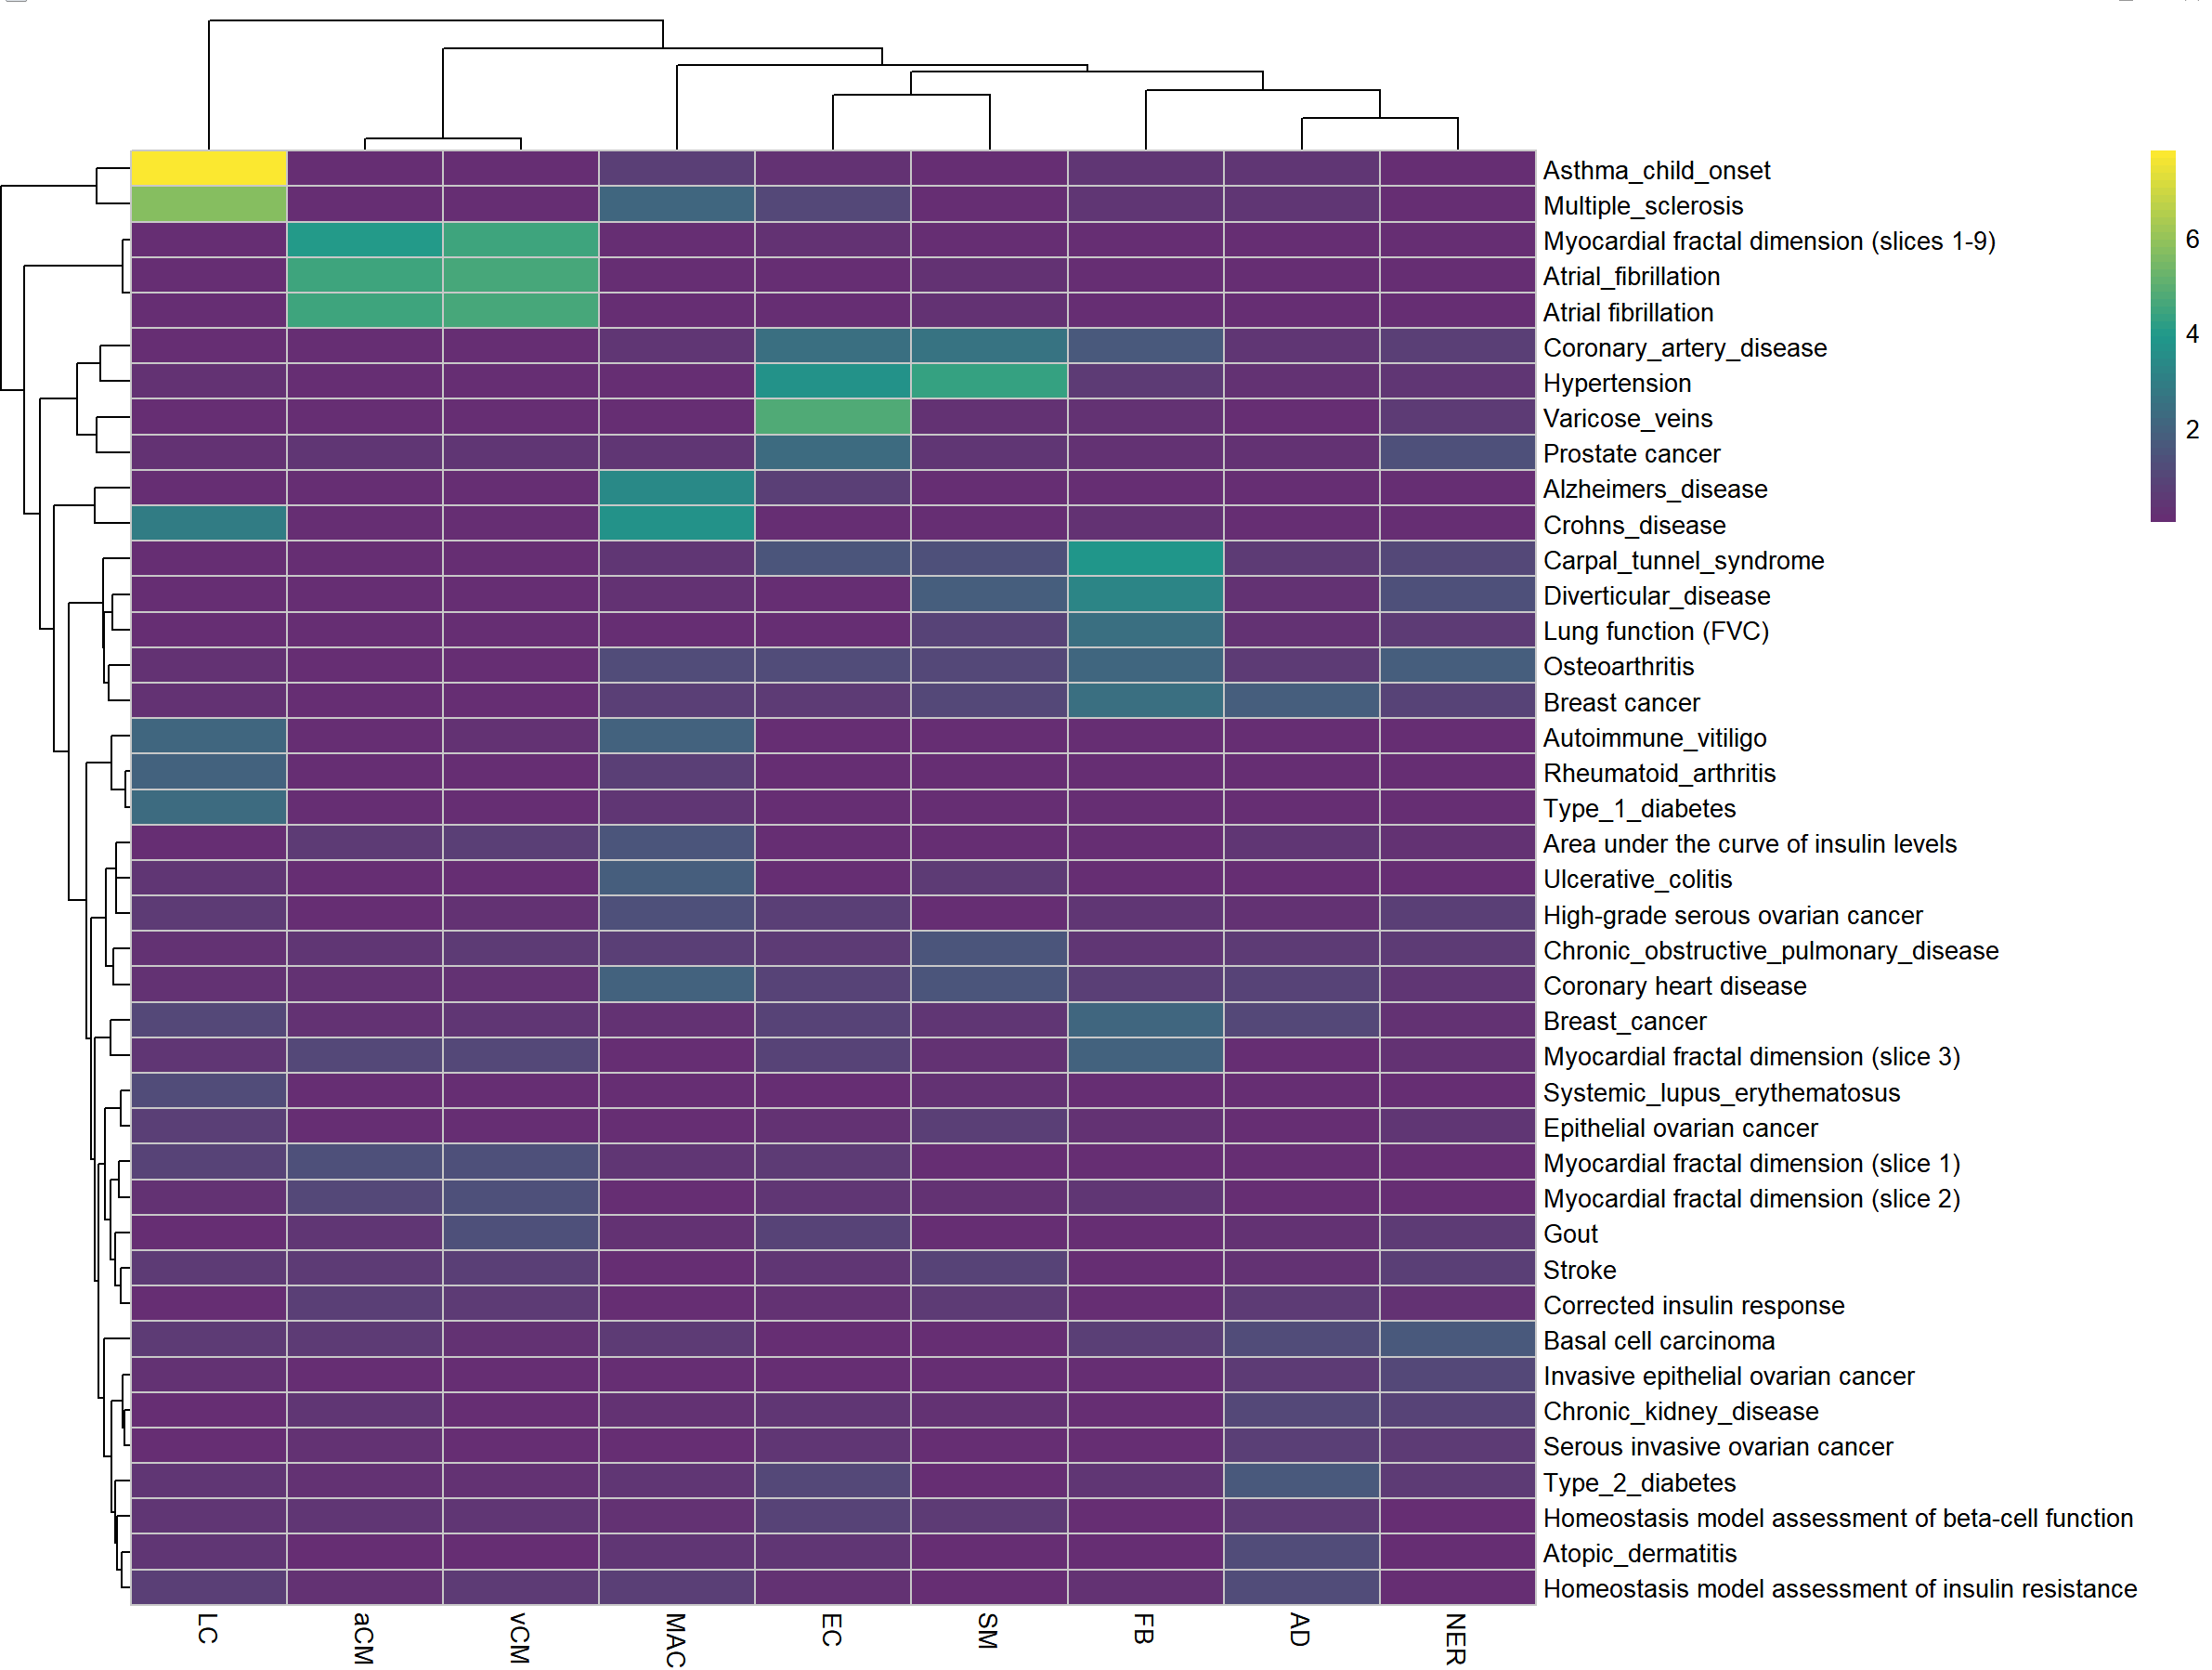 Asthma_child_onset
Multiple_sclerosis
Myocardial fractal dimension (slices 1-9)
Atrial_fibrillation
Atrial fibrillation
Coronary_artery_disease
Hypertension
Varicose_veins
Prostate cancer
Alzheimers_disease
Crohns_disease
Carpal_tunnel_syndrome
Diverticular_disease
Lung function (FVC)
Osteoarthritis
Breast cancer
Autoimmune_vitiligo
Rheumatoid_arthritis
Type_1_diabetes
Area under the curve of insulin levels
Ulcerative_colitis
High-grade serous ovarian cancer
Chronic_obstructive_pulmonary_disease
Coronary heart disease
Breast_cancer
Myocardial fractal dimension (slice 3)
Systemic_lupus_erythematosus
Epithelial ovarian cancer
Myocardial fractal dimension (slice 1)
Myocardial fractal dimension (slice 2)
Gout
Stroke
Corrected insulin response
Basal cell carcinoma
Invasive epithelial ovarian cancer
Chronic_kidney_disease
Serous invasive ovarian cancer
Type_2_diabetes
Homeostasis model assessment of beta-cell function
Atopic_dermatitis
Homeostasis model assessment of insulin resistance
LC
aCM
vCM
MAC
EC
SM
FB
AD
NER
6
4
2